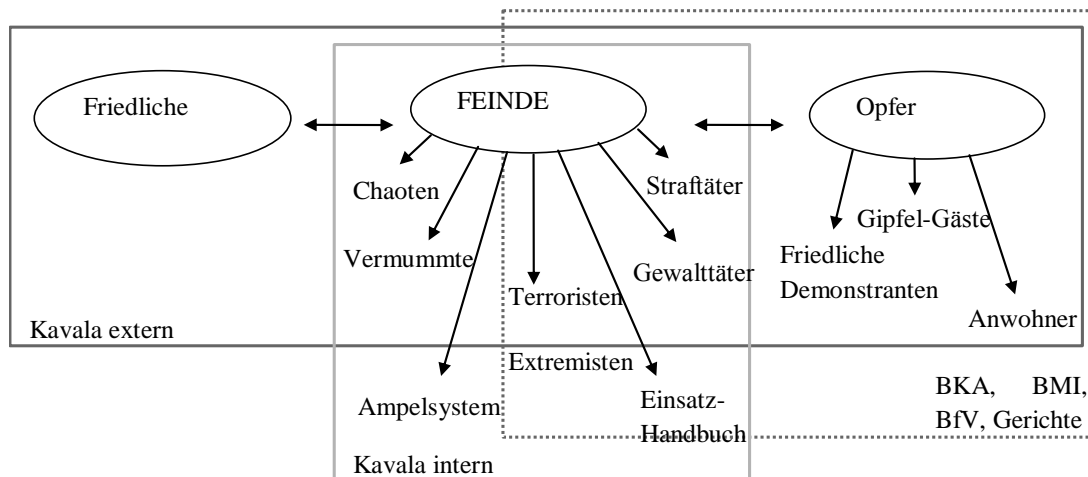 Friedliche
FEINDE
Opfer
Chaoten
Straftäter
Vermummte
Gewalttäter
Gipfel-Gäste
Friedliche
Demonstranten
Terroristen
Anwohner
Kavala extern
Extremisten
Ampelsystem
Einsatz-
Handbuch
BKA, BMI,
BfV, Gerichte
Kavala intern